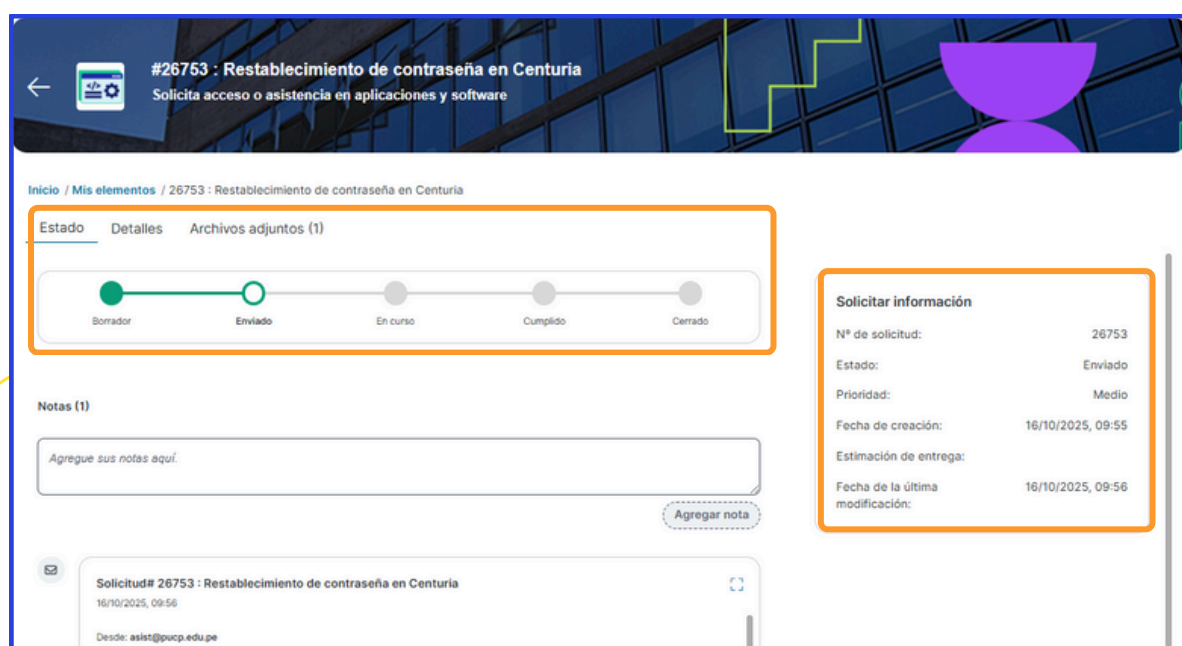 #26753 : Restablecimiento de contraseña en Centuria
Solicita acceso o asistencia en aplicaciones y software
Inicio / Mis elementos / 26753 : Restablecimiento de contraseña en Centuria
Estado Detalles Archivos adjuntos (1)
Borrador Enviado En curso Cumplido Cerrado
Notas (1)
Agregue sus notas aquí.
Agregar nota
Solicitud# 26753 : Restablecimiento de contraseña en Centuria
16/10/2025, 09:56
Desde: asist@pucp.edu.pe
Solicitar información
Nº de solicitud: 26753
Estado: Enviado
Prioridad: Medio
Fecha de creación: 16/10/2025, 09:55
Estimación de entrega:
Fecha de la última 16/10/2025, 09:56
modificación: